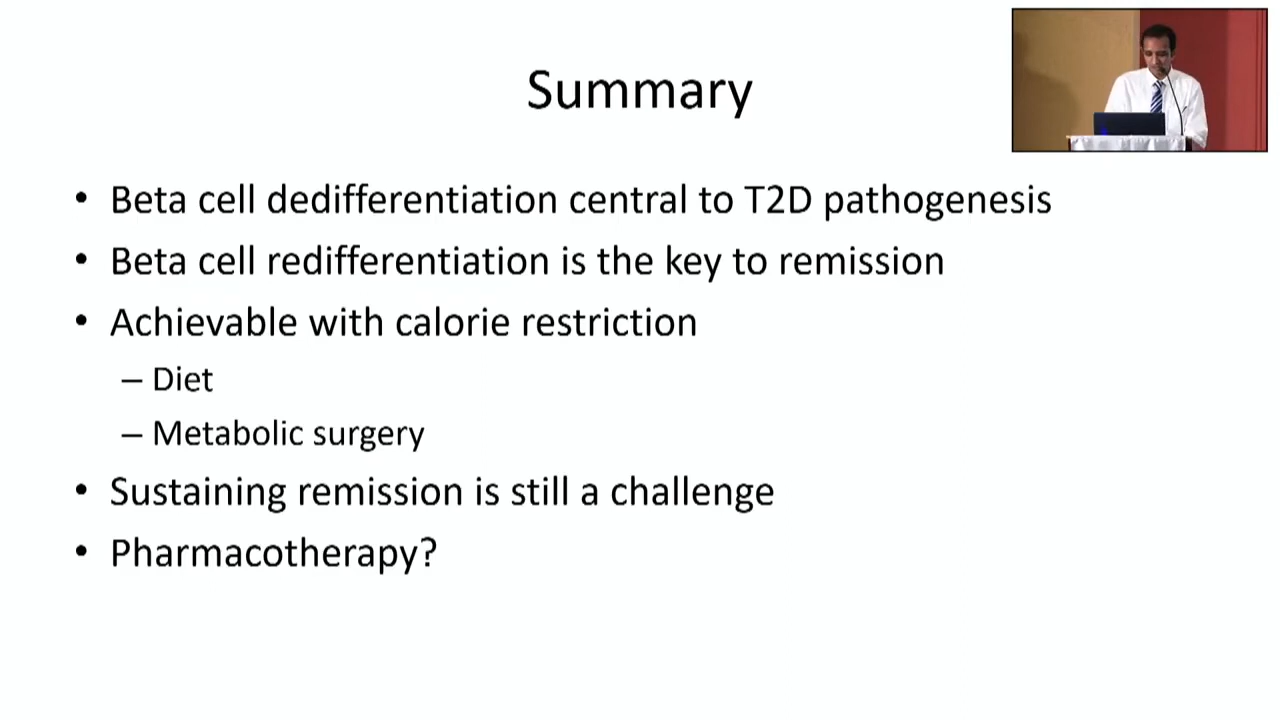 Summary
• Beta cell dedifferentiation central to T2D pathogenesis
• Beta cell redifferentiation is the key to remission
• Achievable with calorie restriction
– Diet
– Metabolic surgery
• Sustaining remission is still a challenge
• Pharmacotherapy?